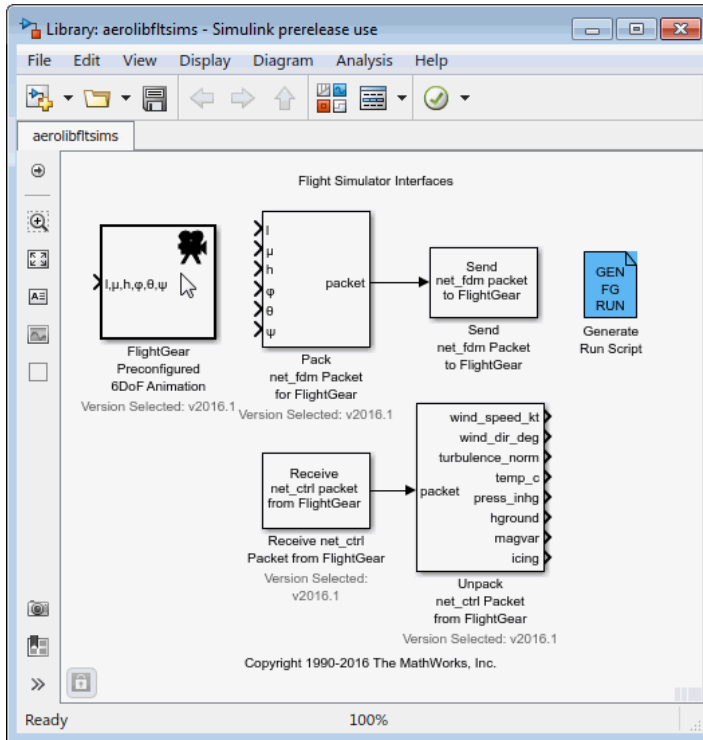 Library: aerolibfltsims - Simulink prerelease use
File Edit View Display Diagram Analysis Help
aerolibfltsims
Flight Simulator Interfaces
l,μ,h,φ,θ,ψ
FlightGear
Preconfigured
6DoF Animation
Version Selected: v2016.1
l
μ
h
φ
θ
ψ
packet
Pack
net_fdm Packet
for FlightGear
Version Selected: v2016.1
Send
net_fdm packet
to FlightGear
Send
net_fdm Packet
to FlightGear
GEN
FG
RUN
Generate
Run Script
Receive
net_ctrl packet
from FlightGear
Receive net_ctrl
Packet from FlightGear
Version Selected:
v2016.1
packet
wind_speed_kt
wind_dir_deg
turbulence_norm
temp_c
press_inhg
hground
magvar
icing
Unpack
net_ctrl Packet
from FlightGear
Version Selected: v2016.1
Copyright 1990-2016 The MathWorks, Inc.
Ready 100%